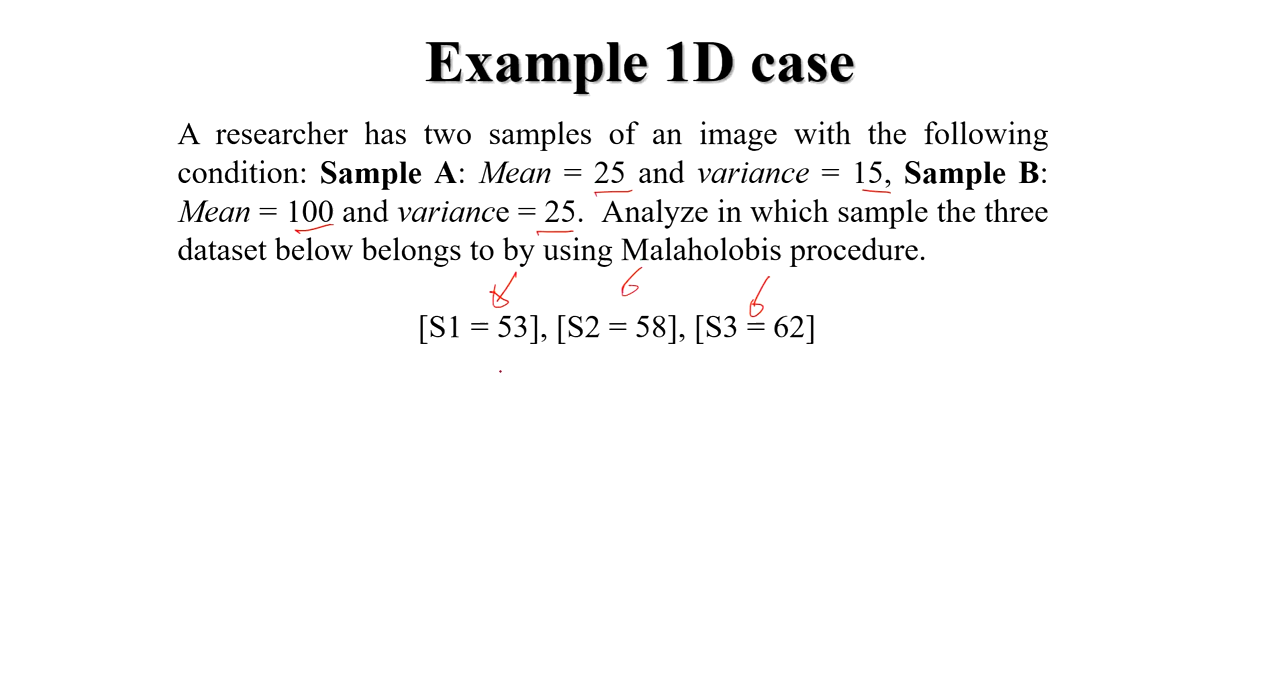 Example 1D case
A researcher has two samples of an image with the following
condition: Sample A: Mean = 25 and variance = 15, Sample B:
Mean = 100 and variance = 25. Analyze in which sample the three
dataset below belongs to by using Malaholobis procedure.
[S1 = 53], [S2 = 58], [S3 = 62]